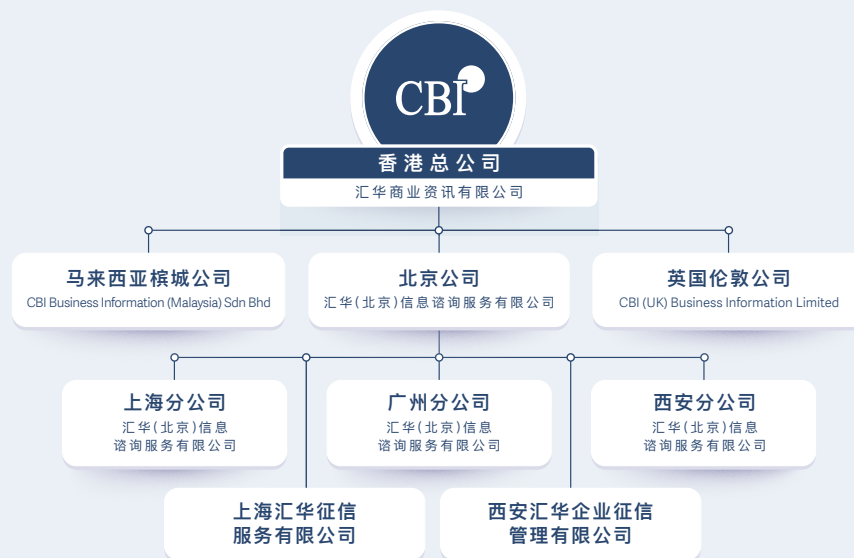 CBI
香港总公司
汇华商业资讯有限公司
马来西亚槟城公司
CBI Business Information (Malaysia) Sdn Bhd
北京公司
汇华(北京)信息谘询服务有限公司
英国伦敦公司
CBI (UK) Business Information Limited
上海分公司
汇华(北京)信息
谘询服务有限公司
广州分公司
汇华(北京)信息
谘询服务有限公司
西安分公司
汇华(北京)信息
谘询服务有限公司
上海汇华征信
服务有限公司
西安汇华企业征信
管理有限公司